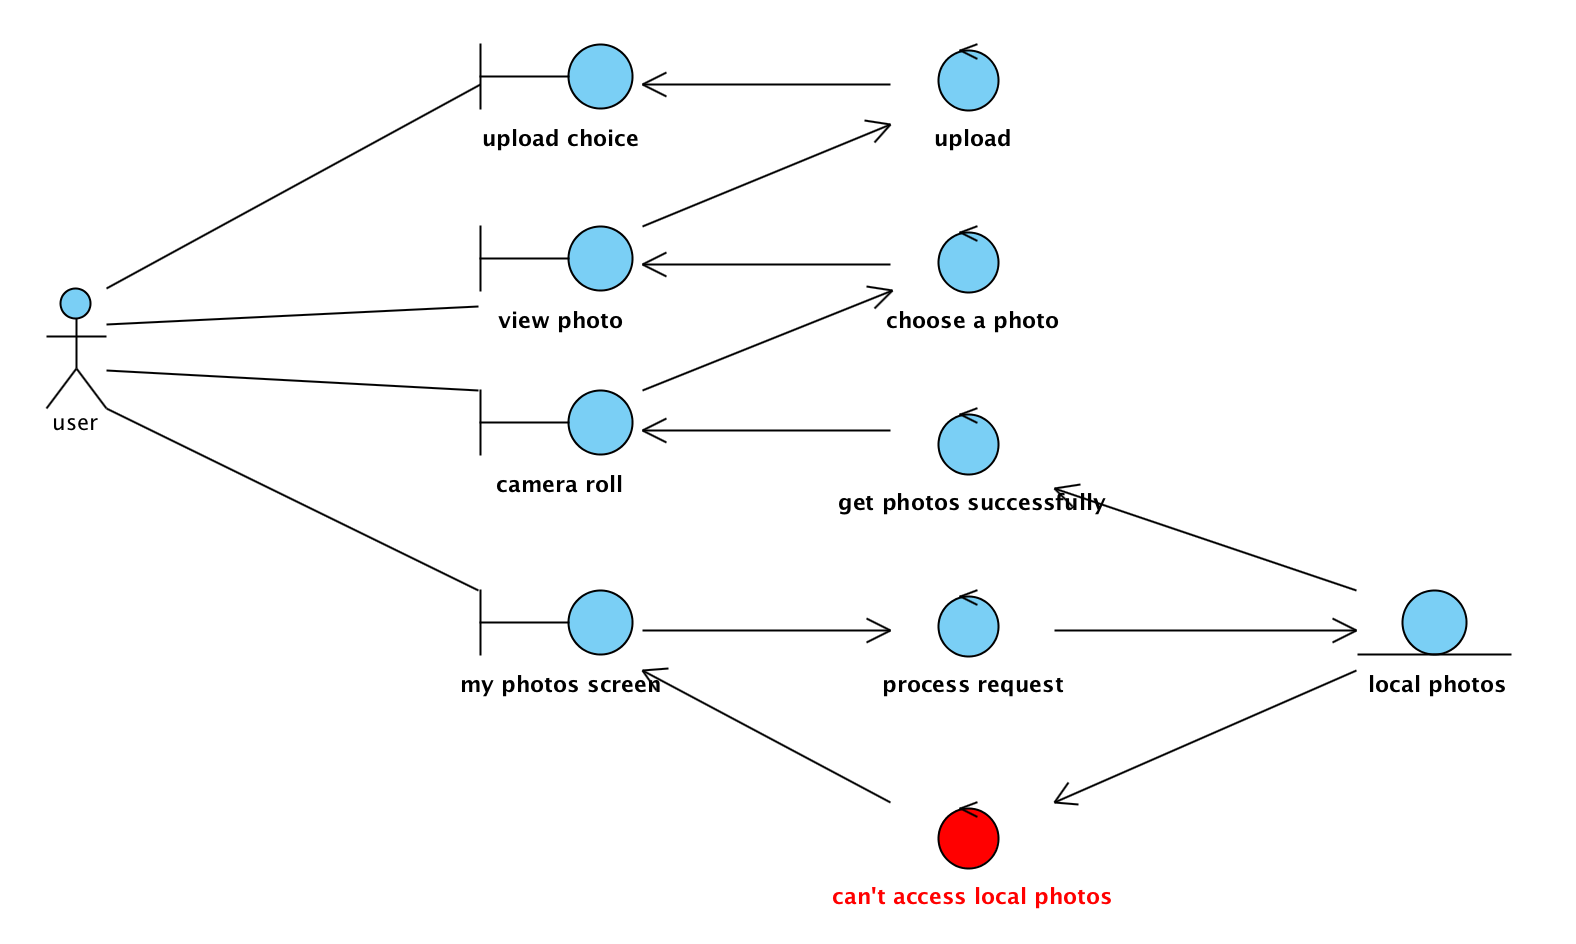 upload choice
upload
view photo
choose a photo
user
camera roll
get photos successfully
my photos screen
process request
local photos
can't access local photos